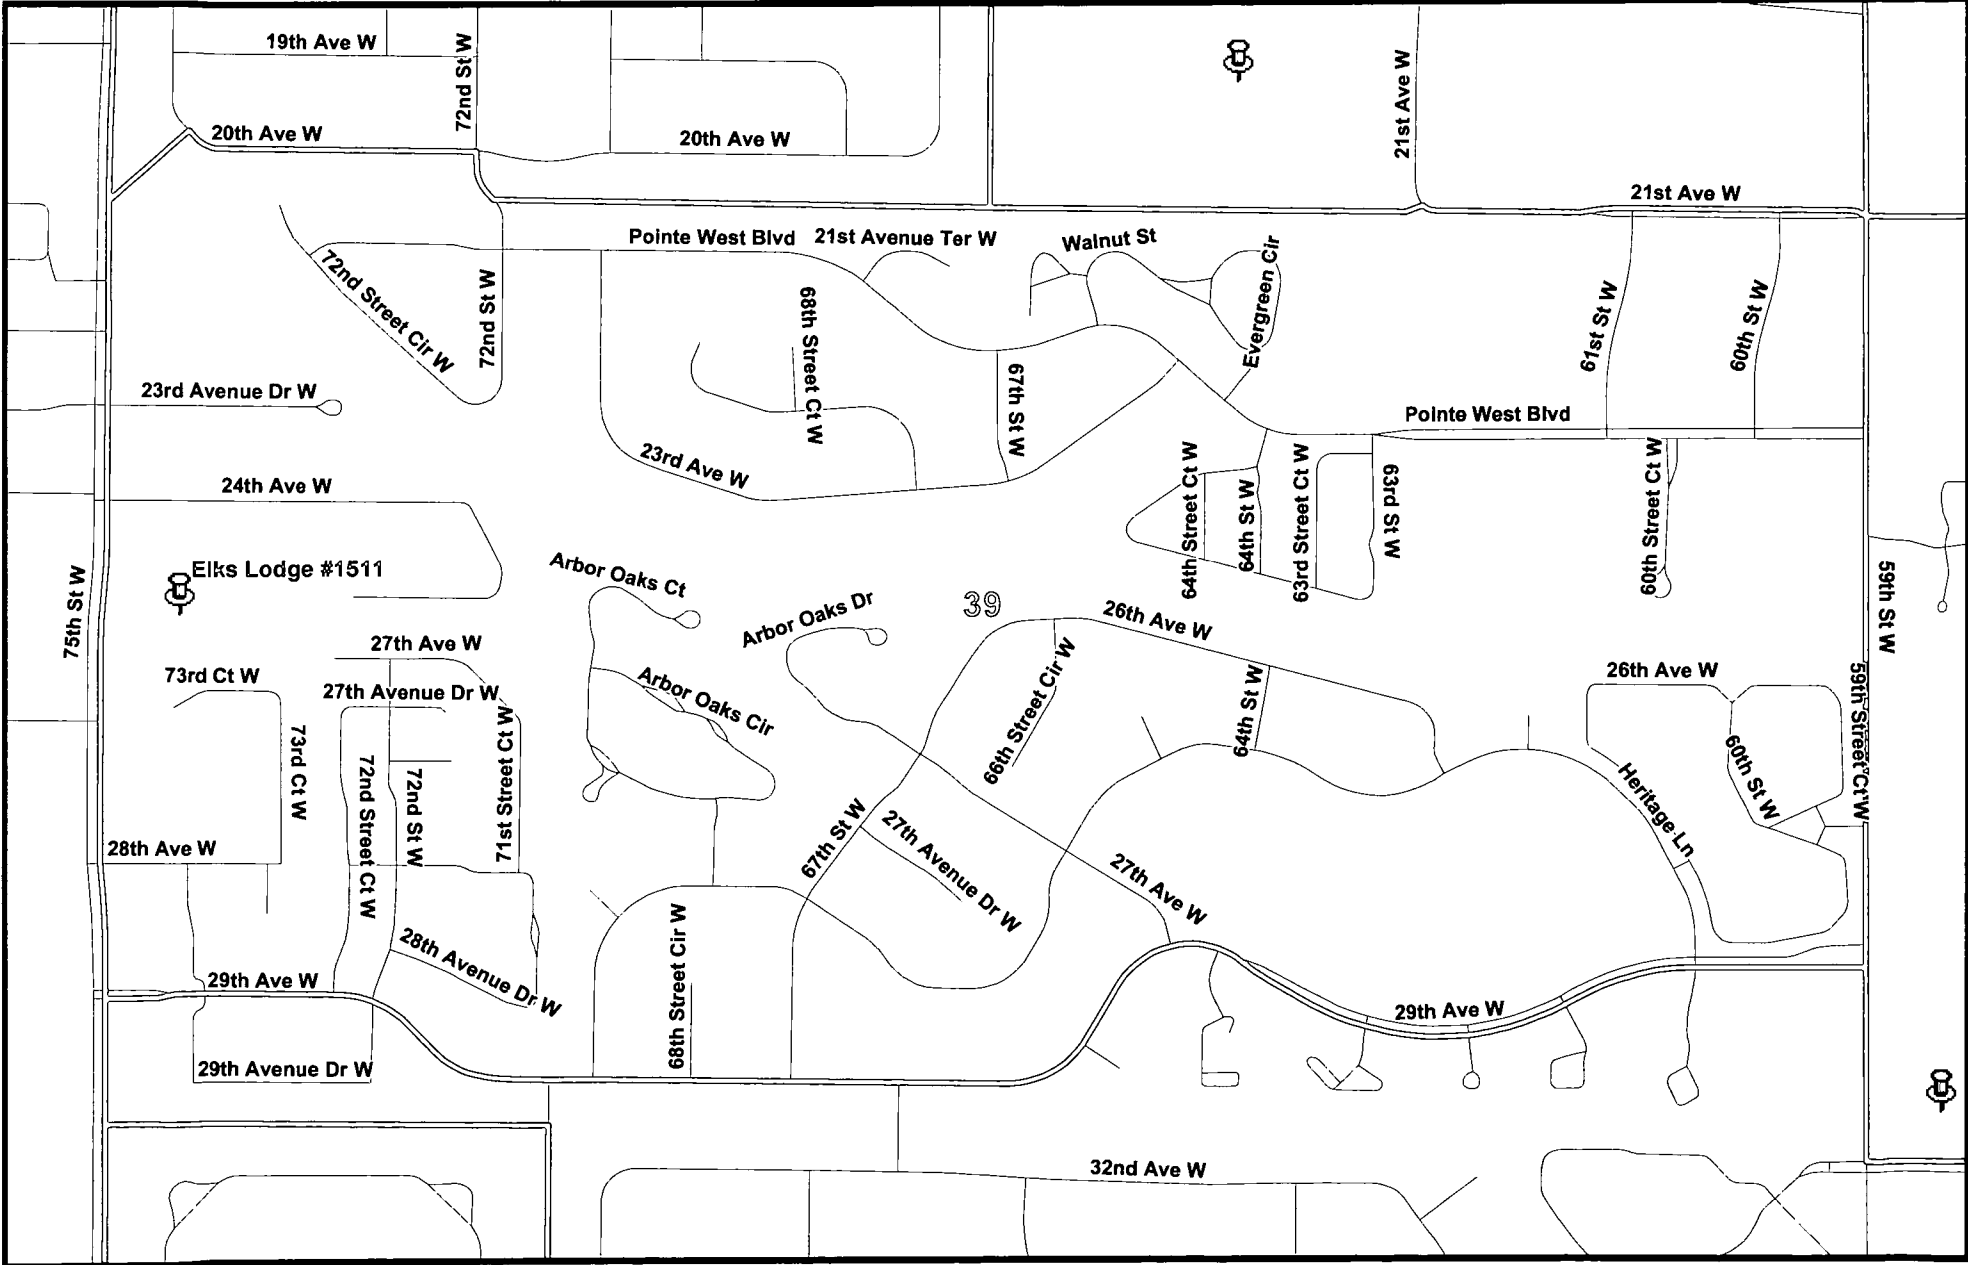 19th Ave W
72nd St W
21st Ave W
20th Ave W
20th Ave W
21st Ave W
Pointe West Blvd
21st Avenue Ter W
Walnut St
Evergreen Cir
72nd Street Cir W
72nd St W
68th Street Ct W
67th St W
61st St W
60th St W
23rd Avenue Dr W
Pointe West Blvd
23rd Ave W
24th Ave W
64th Street Ct W
64th St W
63rd Street Ct W
63rd St W
60th Street Ct W
Elks Lodge #1511
75th St W
Arbor Oaks Ct
Arbor Oaks Dr
39
26th Ave W
59th St W
27th Ave W
73rd Ct W
27th Avenue Dr W
Arbor Oaks Cir
66th Street Cir W
64th St W
26th Ave W
59th Street Ct W
73rd Ct W
72nd Street Ct W
72nd St W
71st Street Ct W
60th St W
Heritage Ln
28th Ave W
67th St W
27th Avenue Dr W
27th Ave W
28th Avenue Dr W
68th Street Cir W
29th Ave W
29th Ave W
29th Avenue Dr W
32nd Ave W